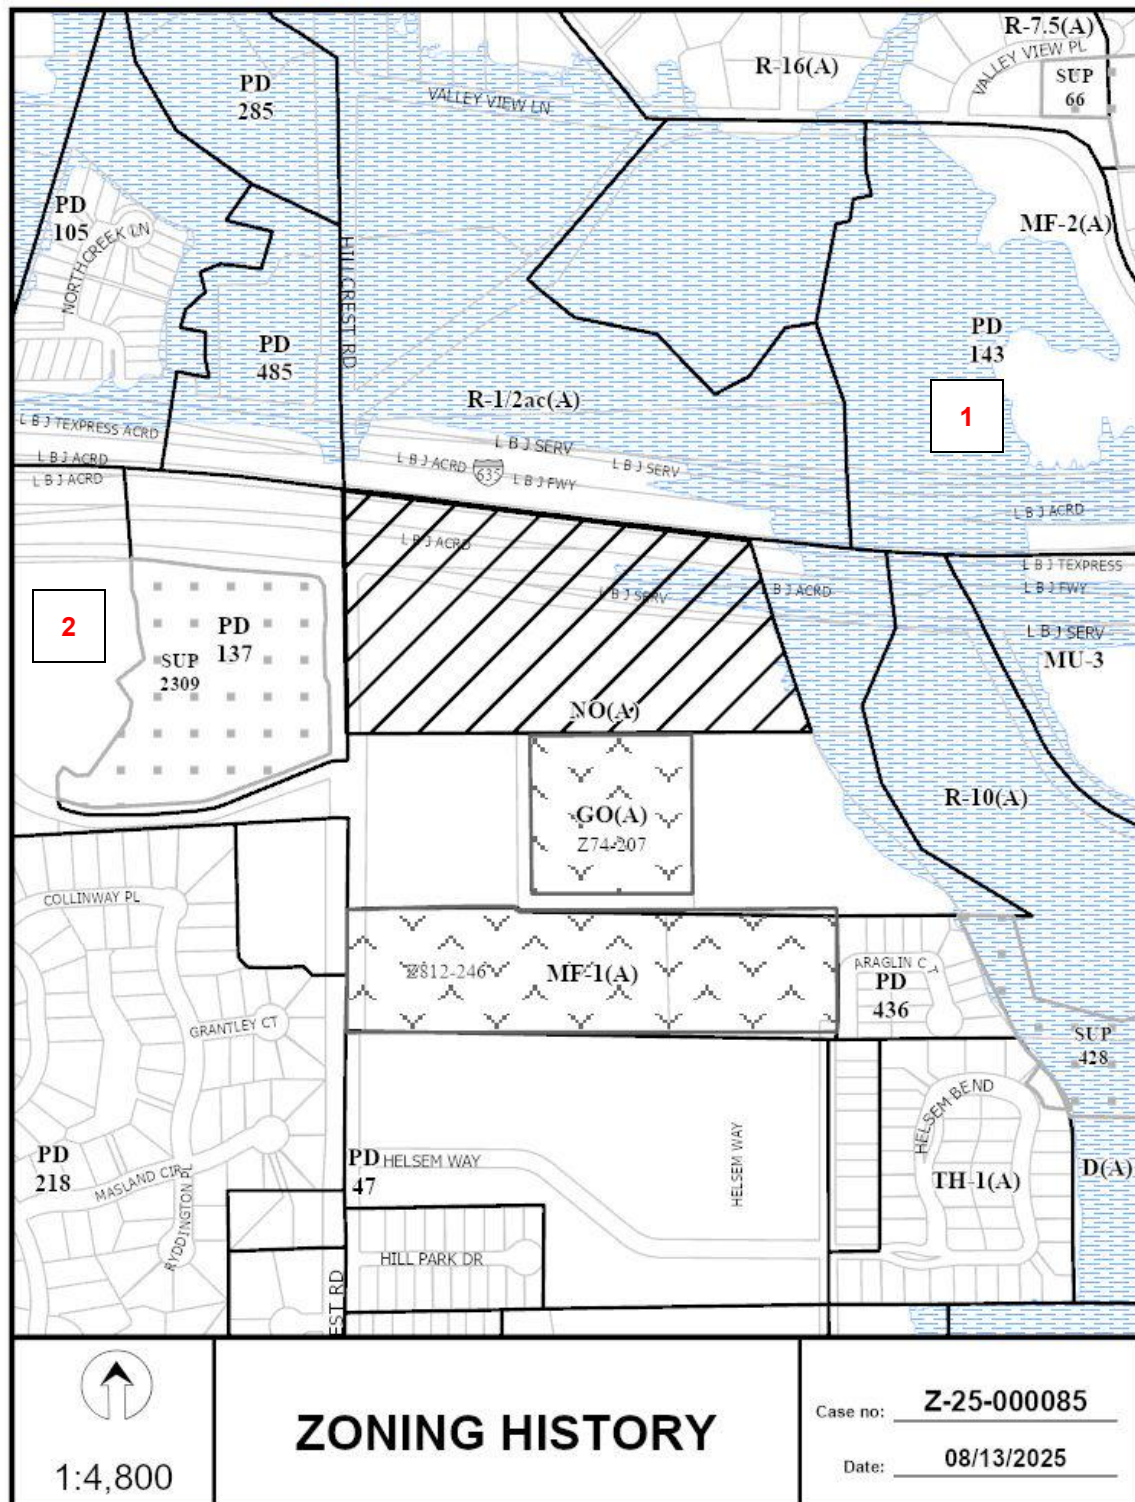 R-7.5(A)
R-16(A)
VALLEY VIEW PL
SUP
66
PD
285
VALLEY VIEW LN
PD
105
NORTHCREEK LN
MF-2(A)
HILLCREST RD
PD
485
PD
143
R-1/2ac(A)
1
L B J TEXPRESS ACRD
L B J SERV
L B J ACRD
L B J ACRD
L B J ACRD
635
L B J FWY
L B J SERV
L B J ACRD
L B J ACRD
L B J TEXPRESS
L B J FWY
L B J SERV
L B J ACRD
L B J SERV
MU-3
2
PD
137
SUP
2309
NO(A)
GO(A)
Z74-207
R-10(A)
COLLINWAY PL
Z812-246
MF-1(A)
ARAGLIN CT
PD
436
GRANTLEY CT
SUP
428
HELSEM BEND
PD
218
MASLAND CIR
RYDDINGTON PL
PD
47
HELSEM WAY
HELSEM WAY
TH-1(A)
D(A)
HILL PARK DR
EST RD
1:4,800
ZONING HISTORY
Case no: Z-25-000085
Date: 08/13/2025